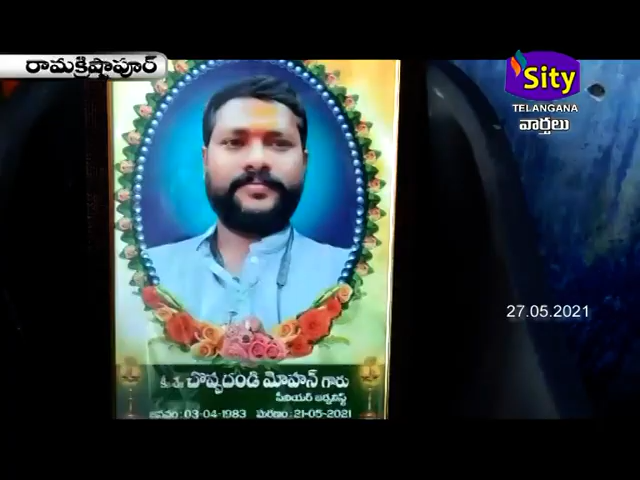 రామక్రిష్ణాపూర్
Sity
TELANGANA
వార్తలు
27.05.2021
కీ.శే. చొప్పదండి మోహన్ గారు
సీనియర్ జర్నలిస్ట్
జననం: 03-04-1983 మరణం: 21-05-2021